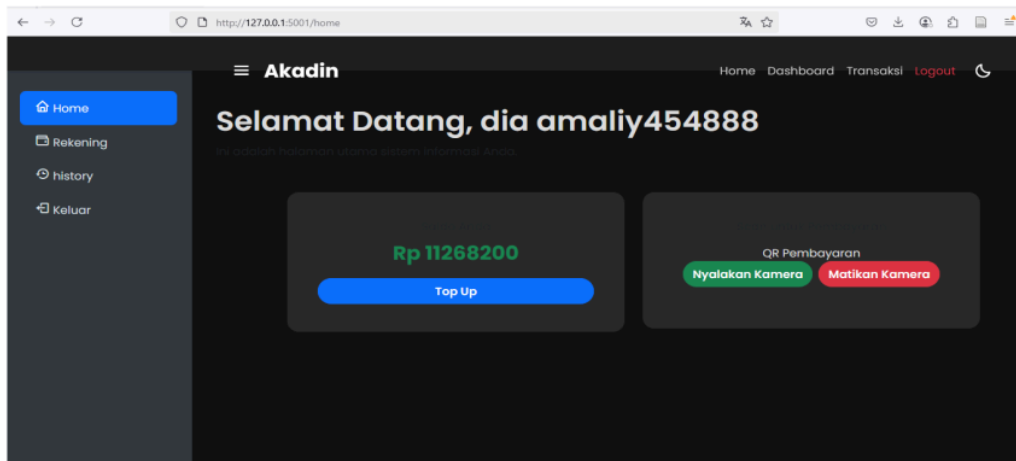 http://127.0.0.1:5001/home
Akadin
Home Dashboard Transaksi Logout
Home
Rekening
history
Keluar
Selamat Datang, dia amaliy454888
Ini adalah halaman utama sistem informasi Anda.
Rp 11268200
Top Up
QR Pembayaran
Nyalakan Kamera Matikan Kamera